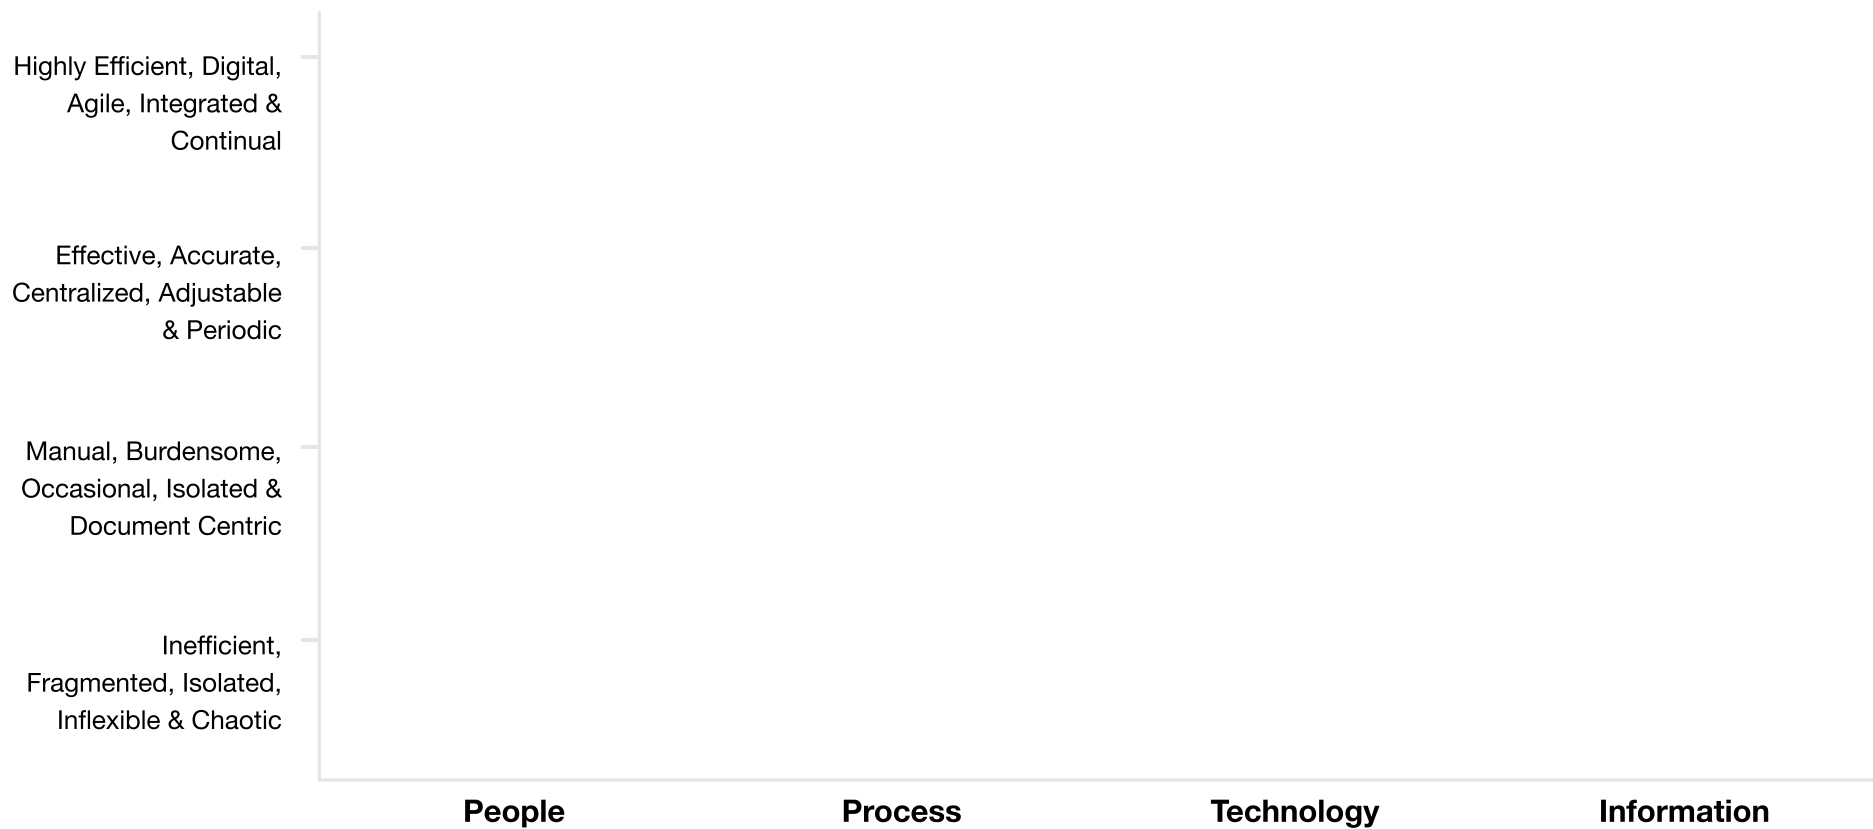 Highly Efficient, Digital,
Agile, Integrated &
Continual
Effective, Accurate,
Centralized, Adjustable
& Periodic
Manual, Burdensome,
Occasional, Isolated &
Document Centric
Inefficient,
Fragmented, Isolated,
Inflexible & Chaotic
People
Process
Technology
Information